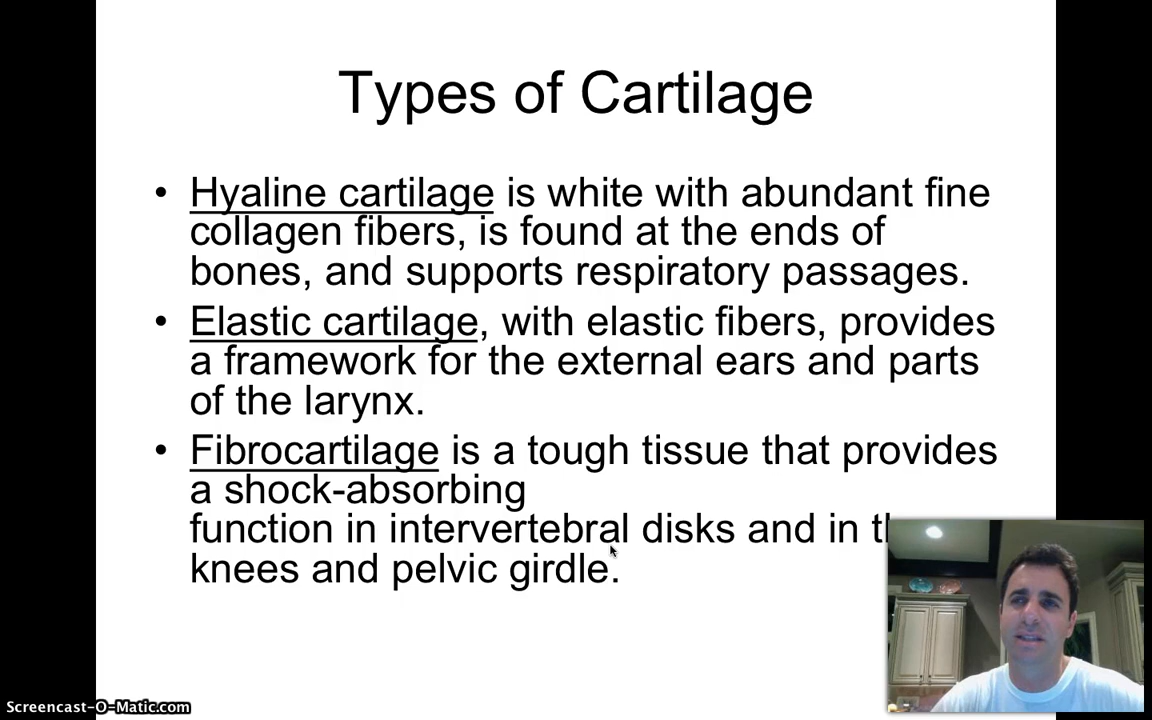 Types of Cartilage
• Hyaline cartilage is white with abundant fine
collagen fibers, is found at the ends of
bones, and supports respiratory passages.
• Elastic cartilage, with elastic fibers, provides
a framework for the external ears and parts
of the larynx.
• Fibrocartilage is a tough tissue that provides
a shock-absorbing
function in intervertebral disks and in
knees and pelvic girdle.
Screencast-O-Matic.com